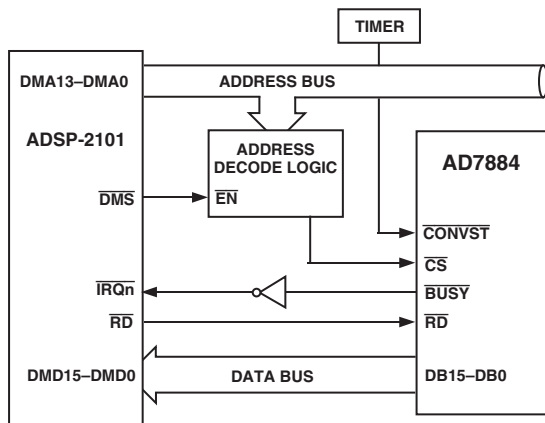 TIMER
DMA13–DMA0
ADDRESS BUS
ADSP-2101
ADDRESS
DECODE LOGIC
AD7884
DMS
EN
CONVST
CS
IRQn
BUSY
RD
RD
DMD15–DMD0
DATA BUS
DB15–DB0